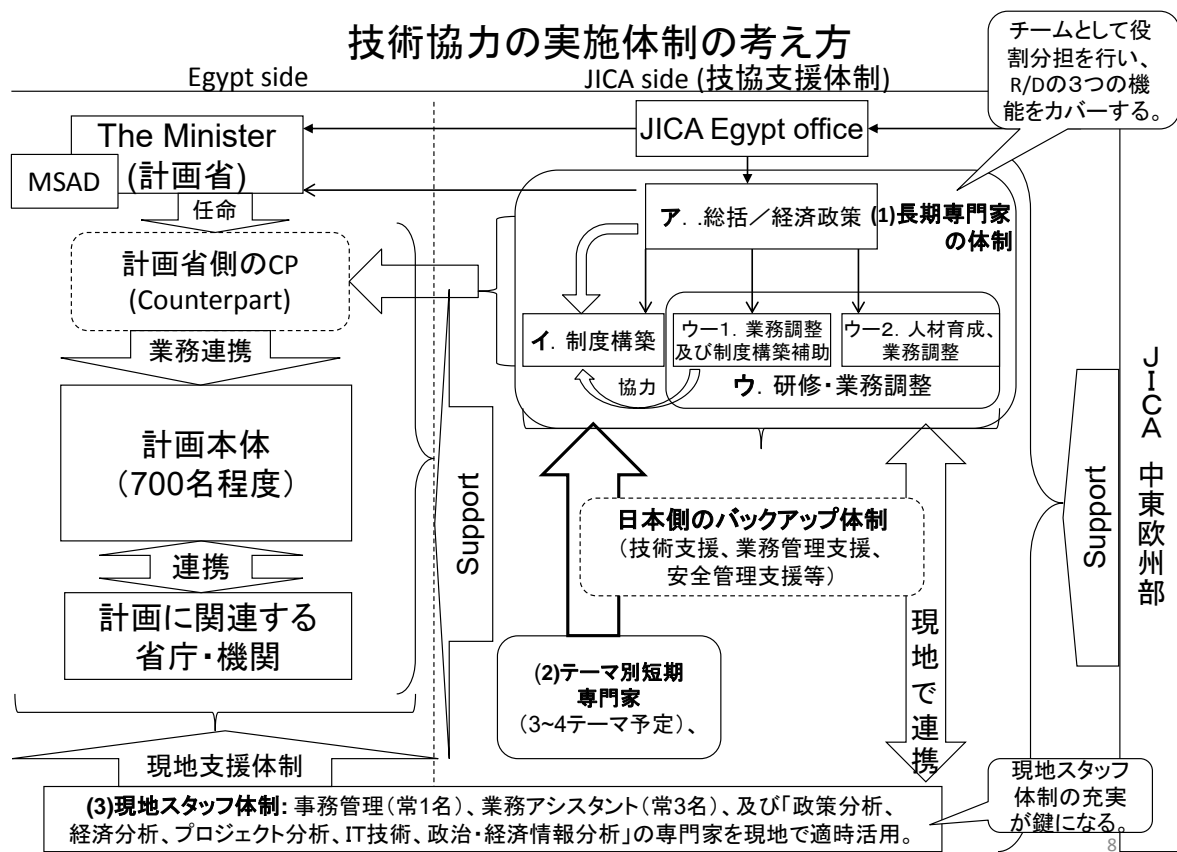 技術協力の実施体制の考え方
チームとして役
割分担を行い、
R/Dの３つの機
能をカバーする。
Egypt side
JICA side (技協支援体制)
The Minister
(計画省)
MSAD
JICA Egypt office
任命
ア．.総括／経済政策
(1)長期専門家
の体制
計画省側のCP
(Counterpart)
イ．制度構築
ウー１．業務調整
及び制度構築補助
ウー２．人材育成、
業務調整
業務連携
協力
ウ．研修・業務調整
計画本体
（700名程度）
Support
日本側のバックアップ体制
（技術支援、業務管理支援、
安全管理支援等）
Support
ＪＩＣＡ 中東欧州部
連携
計画に関連する
省庁・機関
(2)テーマ別短期
専門家
（3~4テーマ予定）、
現地で連携
現地支援体制
(3)現地スタッフ体制: 事務管理（常1名）、業務アシスタント（常3名）、及び「政策分析、
経済分析、プロジェクト分析、IT技術、政治・経済情報分析」の専門家を現地で適時活用。
現地スタッフ
体制の充実
が鍵になる。
8